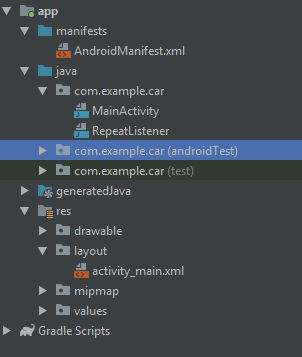 app
manifests
AndroidManifest.xml
java
com.example.car
MainActivity
RepeatListener
com.example.car (androidTest)
com.example.car (test)
generatedJava
res
drawable
layout
activity_main.xml
mipmap
values
Gradle Scripts